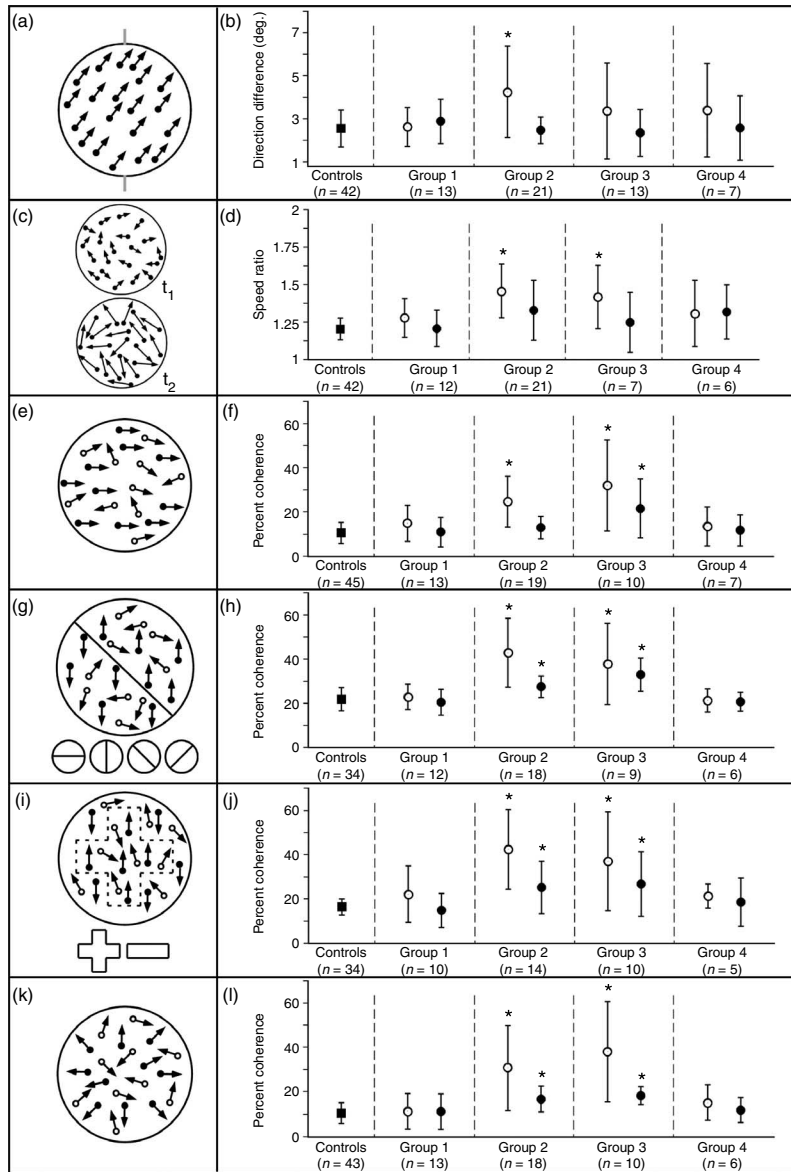 (a)
(b)
Direction difference (deg.)
7
5
3
1
*
Controls Group 1 Group 2 Group 3 Group 4
(n = 42) (n = 13) (n = 21) (n = 13) (n = 7)
(c)
t1
t2
(d)
Speed ratio
2
1.75
1.5
1.25
1
* *
Controls Group 1 Group 2 Group 3 Group 4
(n = 42) (n = 12) (n = 21) (n = 7) (n = 6)
(e)
(f)
Percent coherence
60
40
20
0
* * *
Controls Group 1 Group 2 Group 3 Group 4
(n = 45) (n = 13) (n = 19) (n = 10) (n = 7)
(g)
(h)
Percent coherence
60
40
20
0
* * * *
Controls Group 1 Group 2 Group 3 Group 4
(n = 34) (n = 12) (n = 18) (n = 9) (n = 6)
(i)
(j)
Percent coherence
60
40
20
0
* * * *
Controls Group 1 Group 2 Group 3 Group 4
(n = 34) (n = 10) (n = 14) (n = 10) (n = 5)
(k)
(l)
Percent coherence
60
40
20
0
* * * *
Controls Group 1 Group 2 Group 3 Group 4
(n = 43) (n = 13) (n = 18) (n = 10) (n = 6)